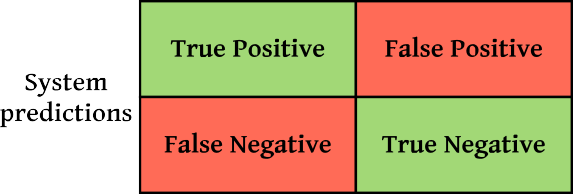 True Positive
False Positive
System
predictions
False Negative
True Negative